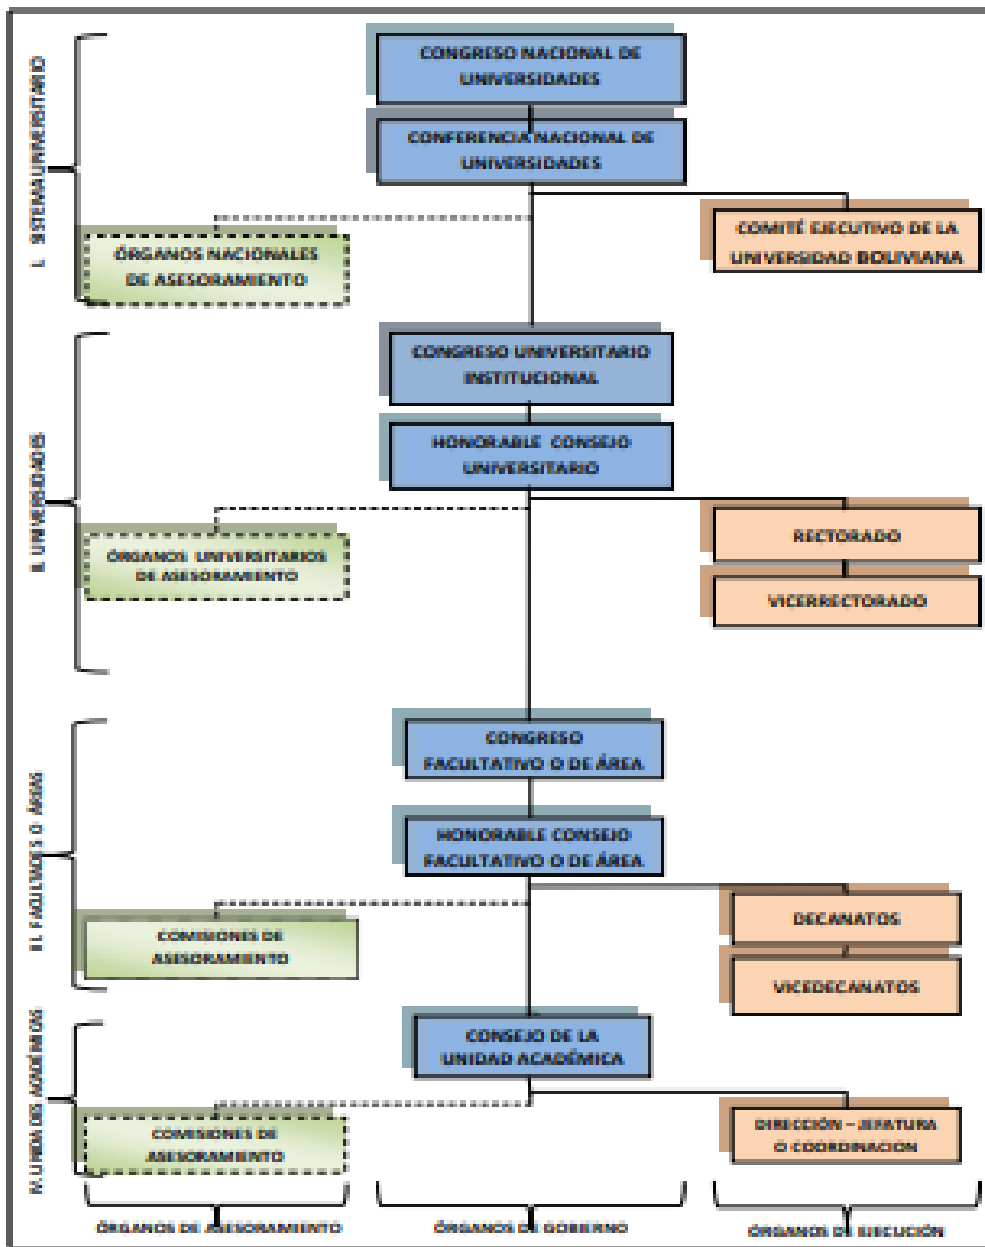 I. SISTEMA UNIVERSITARIO
CONGRESO NACIONAL DE
UNIVERSIDADES
CONFERENCIA NACIONAL DE
UNIVERSIDADES
ÓRGANOS NACIONALES
DE ASESORAMIENTO
COMITÉ EJECUTIVO DE LA
UNIVERSIDAD BOLIVIANA
II. UNIVERSIDADES
CONGRESO UNIVERSITARIO
INSTITUCIONAL
HONORABLE CONSEJO
UNIVERSITARIO
ÓRGANOS UNIVERSITARIOS
DE ASESORAMIENTO
RECTORADO
VICERRECTORADO
III. FACULTADES O ÁREAS
CONGRESO
FACULTATIVO O DE ÁREA
HONORABLE CONSEJO
FACULTATIVO O DE ÁREA
COMISIONES DE
ASESORAMIENTO
DECANATOS
VICEDECANATOS
IV. UNIDADES ACADÉMICAS
CONSEJO DE LA
UNIDAD ACADÉMICA
COMISIONES DE
ASESORAMIENTO
DIRECCIÓN – JEFATURA
O COORDINACIÓN
ÓRGANOS DE ASESORAMIENTO
ÓRGANOS DE GOBIERNO
ÓRGANOS DE EJECUCIÓN